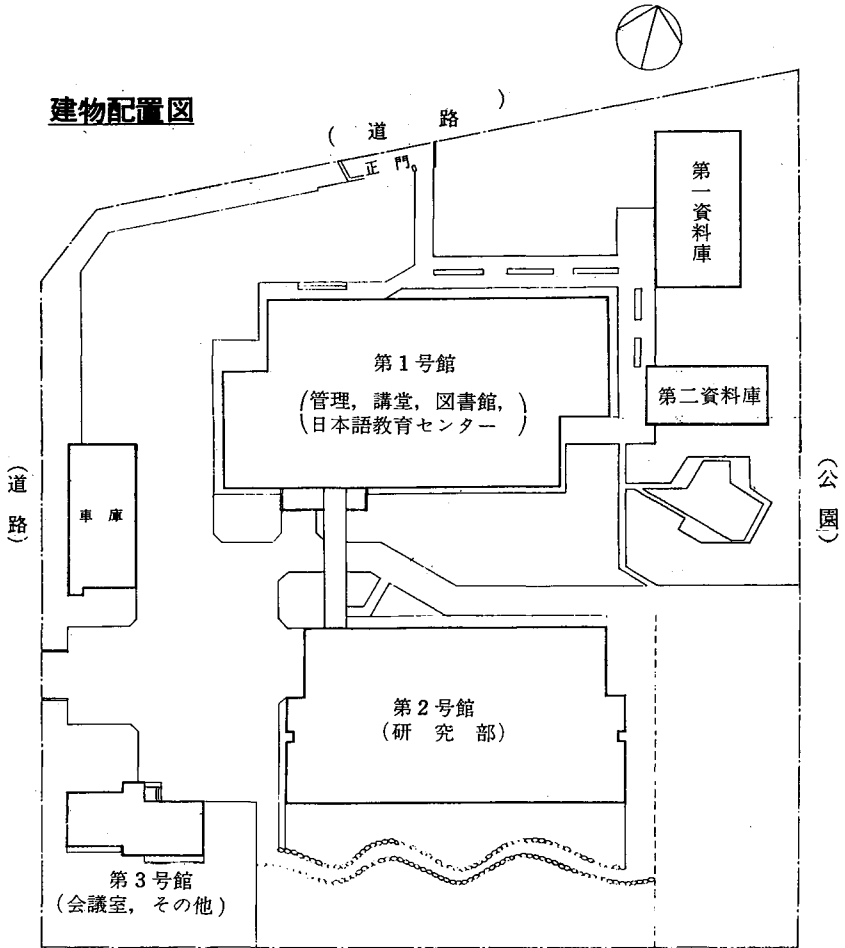 建物配置図
(道路)
正門
第一資料庫
第1号館
(管理，講堂，図書館，
日本語教育センター)
第二資料庫
(道路)
車庫
(公園)
第2号館
(研究部)
第3号館
(会議室，その他)